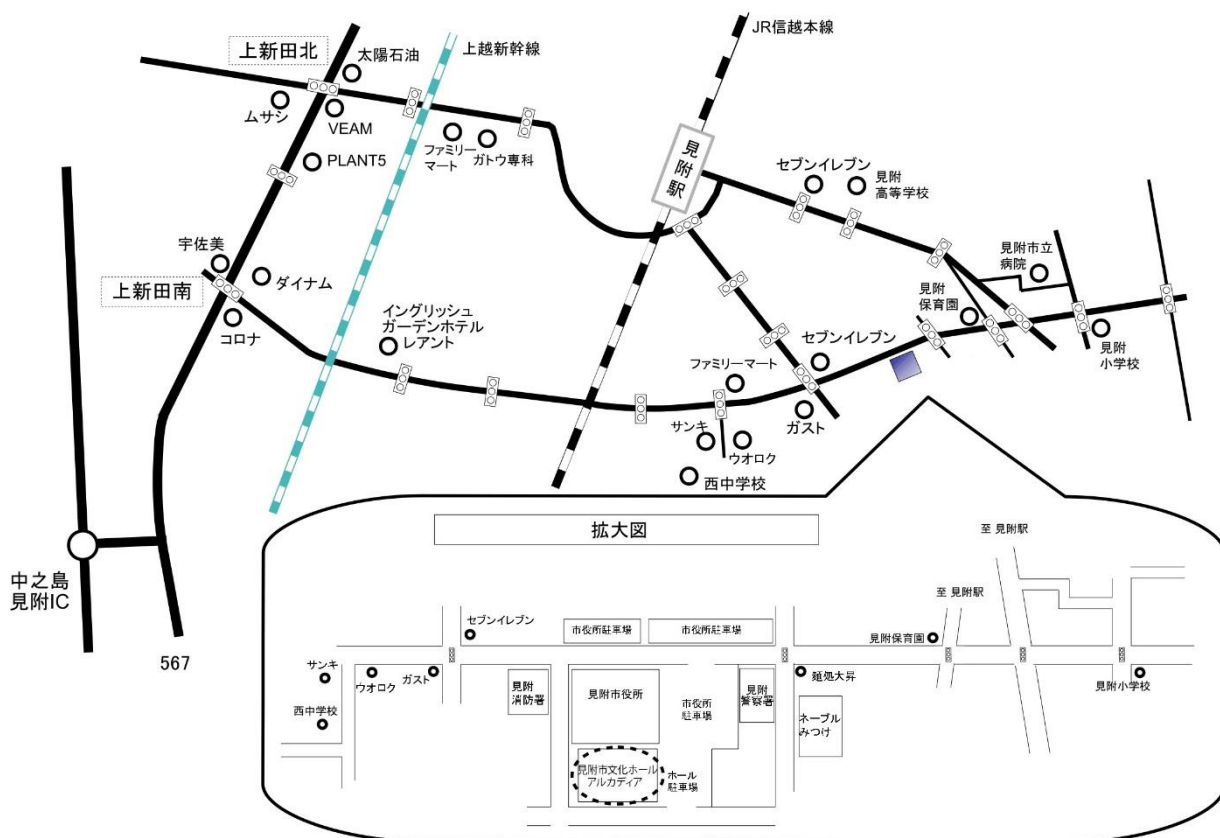 JR信越本線
上越新幹線
上新田北
太陽石油
ムサシ
VEAM
PLANT5
ファミリー
マート
ガトウ専科
見附駅
セブンイレブン
見附
高等学校
宇佐美
上新田南
ダイナム
コロナ
イングリッシュ
ガーデンホテル
レアント
見附市立
病院
見附
保育園
セブンイレブン
ファミリーマート
見附
小学校
ガスト
サンキ
ウオロク
西中学校
中之島
見附IC
567
拡大図
至 見附駅
至 見附駅
セブンイレブン
市役所駐車場
市役所駐車場
見附保育園
サンキ
ウオロク
ガスト
見附
消防署
見附市役所
市役所
駐車場
見附
警察署
麺処大昇
見附小学校
西中学校
ネーブル
みつけ
見附市文化ホール
アルカディア
ホール
駐車場